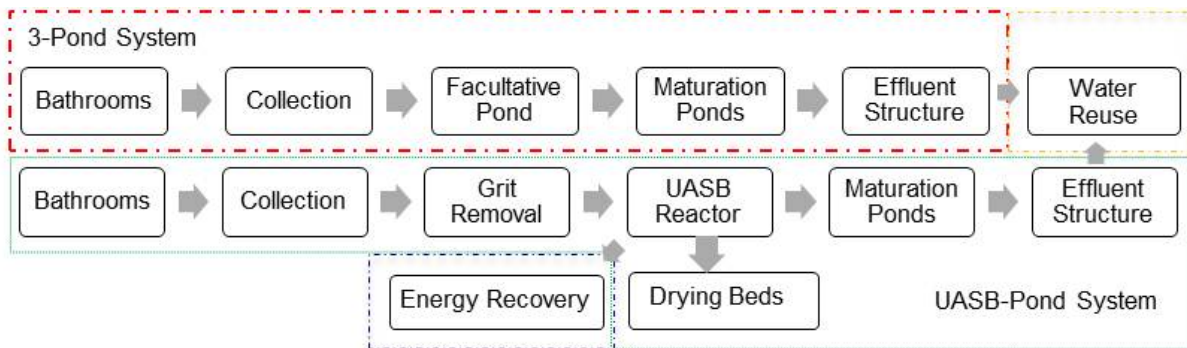 3-Pond System
Bathrooms
Collection
Facultative
Pond
Maturation
Ponds
Effluent
Structure
Water
Reuse
Bathrooms
Collection
Grit
Removal
UASB
Reactor
Maturation
Ponds
Effluent
Structure
Energy Recovery
Drying Beds
UASB-Pond System